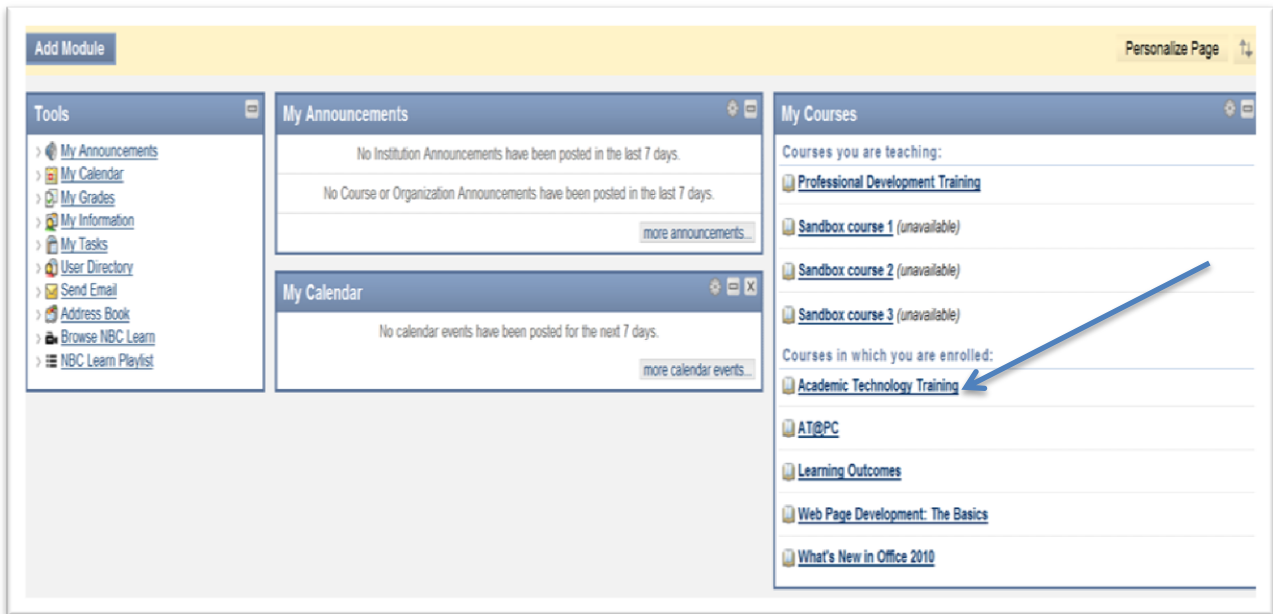 Add Module
Personalize Page
Tools
My Announcements
My Calendar
My Grades
My Information
My Tasks
User Directory
Send Email
Address Book
Browse NBC Learn
NBC Learn Playlist
My Announcements
No Institution Announcements have been posted in the last 7 days.
No Course or Organization Announcements have been posted in the last 7 days.
more announcements...
My Calendar
No calendar events have been posted for the next 7 days.
more calendar events...
My Courses
Courses you are teaching:
Professional Development Training
Sandbox course 1 (unavailable)
Sandbox course 2 (unavailable)
Sandbox course 3 (unavailable)
Courses in which you are enrolled:
Academic Technology Training
AT@PC
Learning Outcomes
Web Page Development: The Basics
What's New in Office 2010